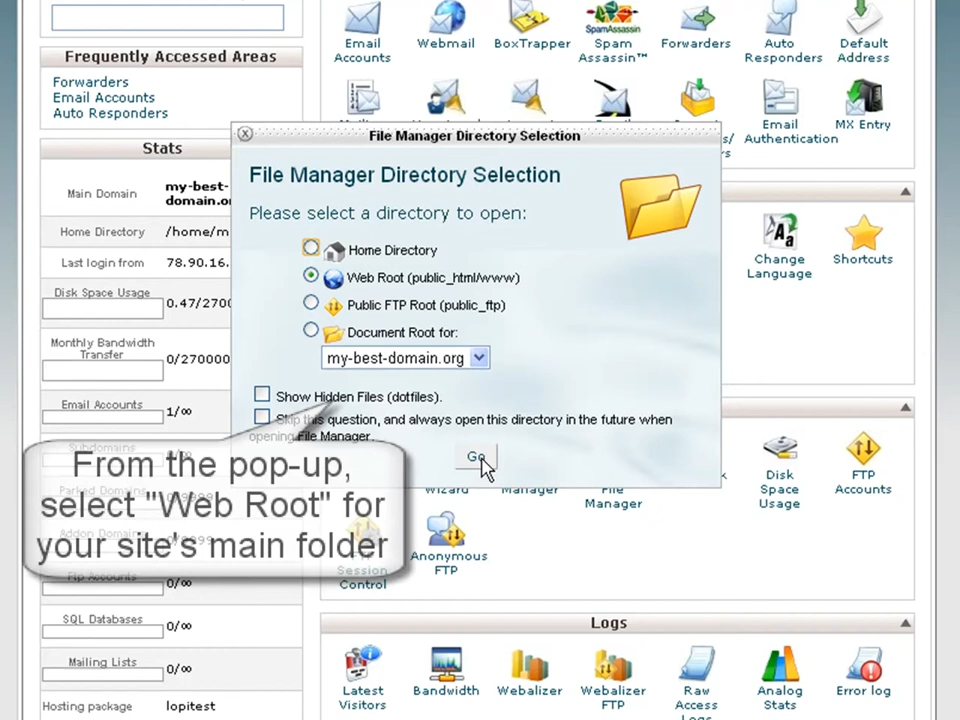 Frequently Accessed Areas
Forwarders
Email Accounts
Auto Responders
Stats
Main Domain my-best-
domain.o
Home Directory /home/m
Last login from 78.90.16.
Disk Space Usage 0.47/2700
Monthly Bandwidth
Transfer 0/270000
Email Accounts 1/∞
Subdomains
Parked Domains
Addon Domains
Ftp Accounts 0/∞
SQL Databases 0/∞
Mailing Lists 0/∞
Hosting package lopitest
Email
Accounts
Webmail
BoxTrapper
Spam
Assassin™
Forwarders
Auto
Responders
Default
Address
Email
Authentication
MX Entry
File Manager Directory Selection
File Manager Directory Selection
Please select a directory to open:
Home Directory
Web Root (public_html/www)
Public FTP Root (public_ftp)
Document Root for:
my-best-domain.org
Show Hidden Files (dotfiles).
Skip this question, and always open this directory in the future when
opening File Manager.
Go
From the pop-up,
select "Web Root" for
your site's main folder
Change
Language
Shortcuts
Wizard
Manager
File
Manager
Disk
Space
Usage
FTP
Accounts
Session
Control
Anonymous
FTP
Logs
Latest
Visitors
Bandwidth
Webalizer
Webalizer
FTP
Raw
Access
Logs
Analog
Stats
Error log